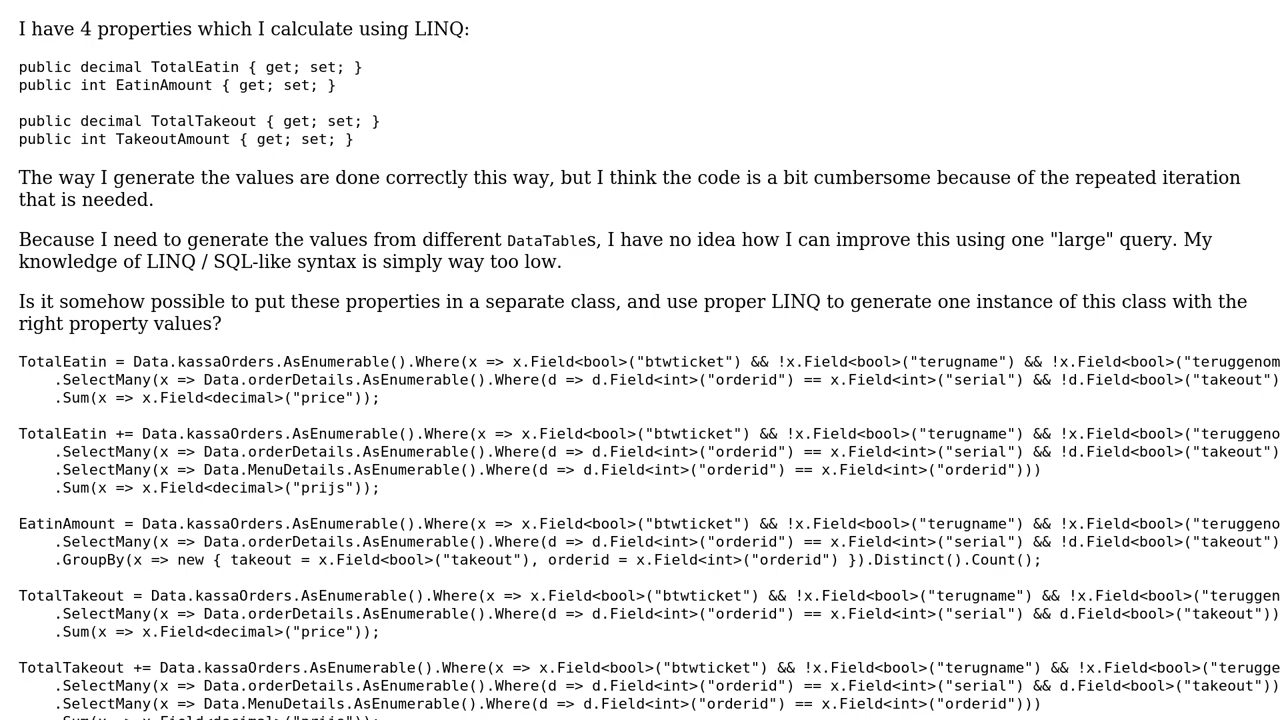 I have 4 properties which I calculate using LINQ:
public decimal TotalEatin { get; set; }
public int EatinAmount { get; set; }
public decimal TotalTakeout { get; set; }
public int TakeoutAmount { get; set; }
The way I generate the values are done correctly this way, but I think the code is a bit cumbersome because of the repeated iteration
that is needed.
Because I need to generate the values from different DataTables, I have no idea how I can improve this using one "large" query. My
knowledge of LINQ / SQL-like syntax is simply way too low.
Is it somehow possible to put these properties in a separate class, and use proper LINQ to generate one instance of this class with the
right property values?
TotalEatin = Data.kassaOrders.AsEnumerable().Where(x => x.Field<bool>("btwticket") && !x.Field<bool>("terugname") && !x.Field<bool>("teruggenom
    .SelectMany(x => Data.orderDetails.AsEnumerable().Where(d => d.Field<int>("orderid") == x.Field<int>("serial") && !d.Field<bool>("takeout")
    .Sum(x => x.Field<decimal>("price"));
TotalEatin += Data.kassaOrders.AsEnumerable().Where(x => x.Field<bool>("btwticket") && !x.Field<bool>("terugname") && !x.Field<bool>("teruggeno
    .SelectMany(x => Data.orderDetails.AsEnumerable().Where(d => d.Field<int>("orderid") == x.Field<int>("serial") && !d.Field<bool>("takeout")
    .SelectMany(x => Data.MenuDetails.AsEnumerable().Where(d => d.Field<int>("orderid") == x.Field<int>("orderid")))
    .Sum(x => x.Field<decimal>("prijs"));
EatinAmount = Data.kassaOrders.AsEnumerable().Where(x => x.Field<bool>("btwticket") && !x.Field<bool>("terugname") && !x.Field<bool>("teruggeno
    .SelectMany(x => Data.orderDetails.AsEnumerable().Where(d => d.Field<int>("orderid") == x.Field<int>("serial") && !d.Field<bool>("takeout")
    .GroupBy(x => new { takeout = x.Field<bool>("takeout"), orderid = x.Field<int>("orderid") }).Distinct().Count();
TotalTakeout = Data.kassaOrders.AsEnumerable().Where(x => x.Field<bool>("btwticket") && !x.Field<bool>("terugname") && !x.Field<bool>("teruggen
    .SelectMany(x => Data.orderDetails.AsEnumerable().Where(d => d.Field<int>("orderid") == x.Field<int>("serial") && d.Field<bool>("takeout"))
    .Sum(x => x.Field<decimal>("price"));
TotalTakeout += Data.kassaOrders.AsEnumerable().Where(x => x.Field<bool>("btwticket") && !x.Field<bool>("terugname") && !x.Field<bool>("terugge
    .SelectMany(x => Data.orderDetails.AsEnumerable().Where(d => d.Field<int>("orderid") == x.Field<int>("serial") && d.Field<bool>("takeout"))
    .SelectMany(x => Data.MenuDetails.AsEnumerable().Where(d => d.Field<int>("orderid") == x.Field<int>("orderid")))
    .Sum(x => x.Field<decimal>("prijs"));